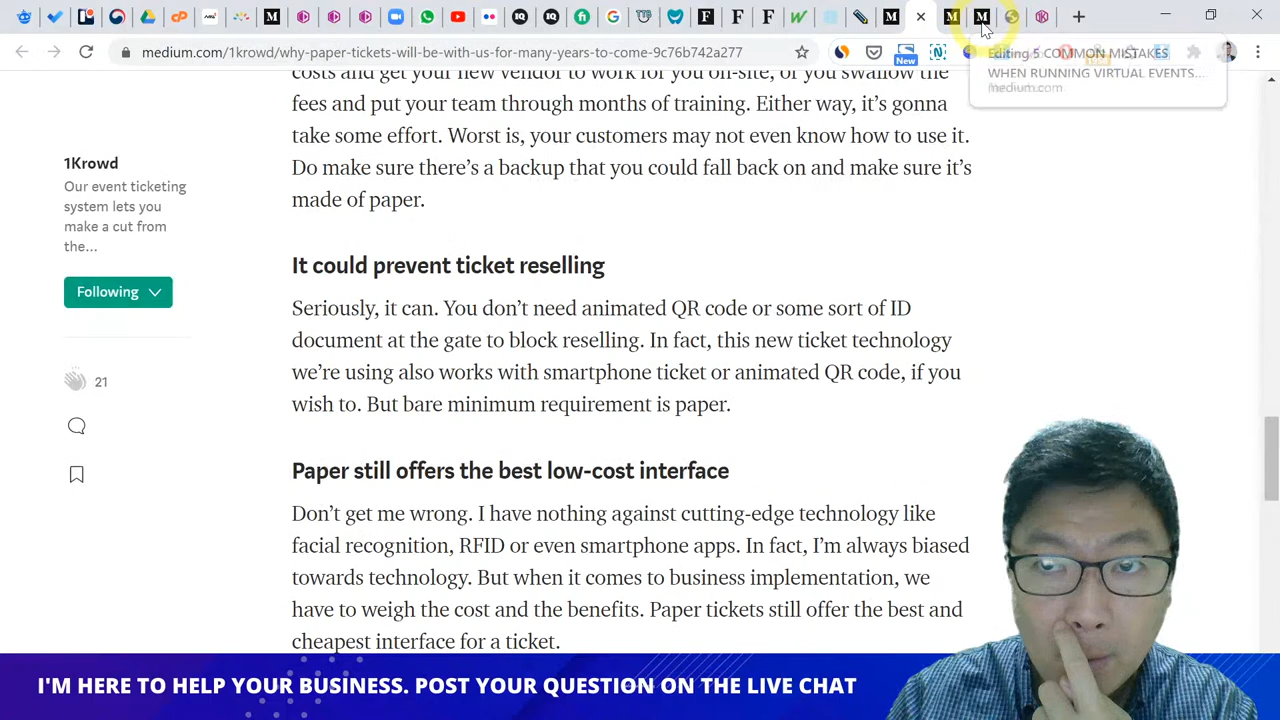 medium.com/1krowd/why-paper-tickets-will-be-with-us-for-many-years-to-come-9c76b742a277
New
Editing 5 COMMON MISTAKES
WHEN RUNNING VIRTUAL EVENTS...
medium.com
costs and get your new vendor to work for you on-site, or you swallow the
fees and put your team through months of training. Either way, it's gonna
take some effort. Worst is, your customers may not even know how to use it.
Do make sure there's a backup that you could fall back on and make sure it's
made of paper.
1Krowd
Our event ticketing
system lets you
make a cut from
the...
Following
21
It could prevent ticket reselling
Seriously, it can. You don't need animated QR code or some sort of ID
document at the gate to block reselling. In fact, this new ticket technology
we're using also works with smartphone ticket or animated QR code, if you
wish to. But bare minimum requirement is paper.
Paper still offers the best low-cost interface
Don't get me wrong. I have nothing against cutting-edge technology like
facial recognition, RFID or even smartphone apps. In fact, I'm always biased
towards technology. But when it comes to business implementation, we
have to weigh the cost and the benefits. Paper tickets still offer the best and
cheapest interface for a ticket.
I'M HERE TO HELP YOUR BUSINESS. POST YOUR QUESTION ON THE LIVE CHAT